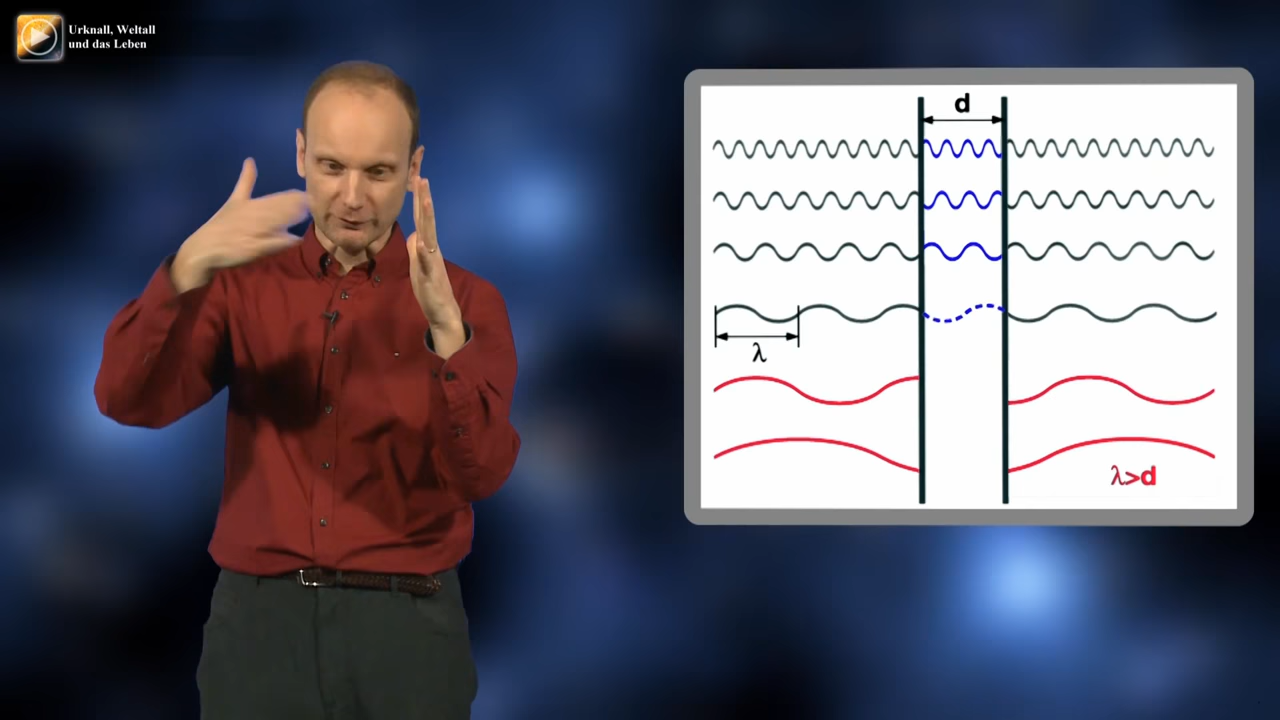 Urknall, Weltall
und das Leben
d
λ
λ>d